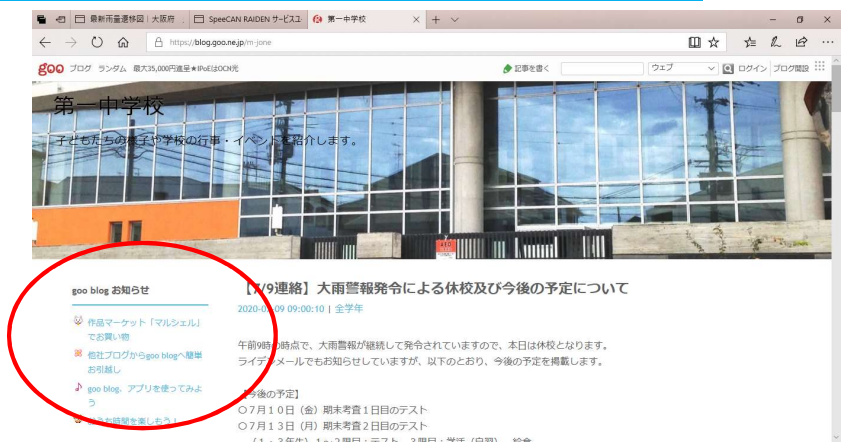 最新雨量遷移図 | 大阪府
SpeeCAN RAIDEN サービスユ
第一中学校
https://blog.goo.ne.jp/m-jone
goo ブログ ランダム 最大35,000円進呈★IPoEはOCN光
記事を書く
ウェブ
ログイン
ブログ開設
第一中学校
子どもたちの様子や学校の行事・イベントを紹介します。
goo blog お知らせ
作品マーケット「マルシェル」
でお買い物
他社ブログからgoo blogへ簡単
お引越し
goo blog、アプリを使ってみよ
う
【7/9連絡】大雨警報発令による休校及び今後の予定について
2020-07-09 09:00:10 | 全学年
午前9時の時点で、大雨警報が継続して発令されていますので、本日は休校となります。
ライデンメールでもお知らせしていますが、以下のとおり、今後の予定を掲載します。
【今後の予定】
○７月１０日（金）期末考査１日目のテスト
○７月１３日（月）期末考査２日目のテスト